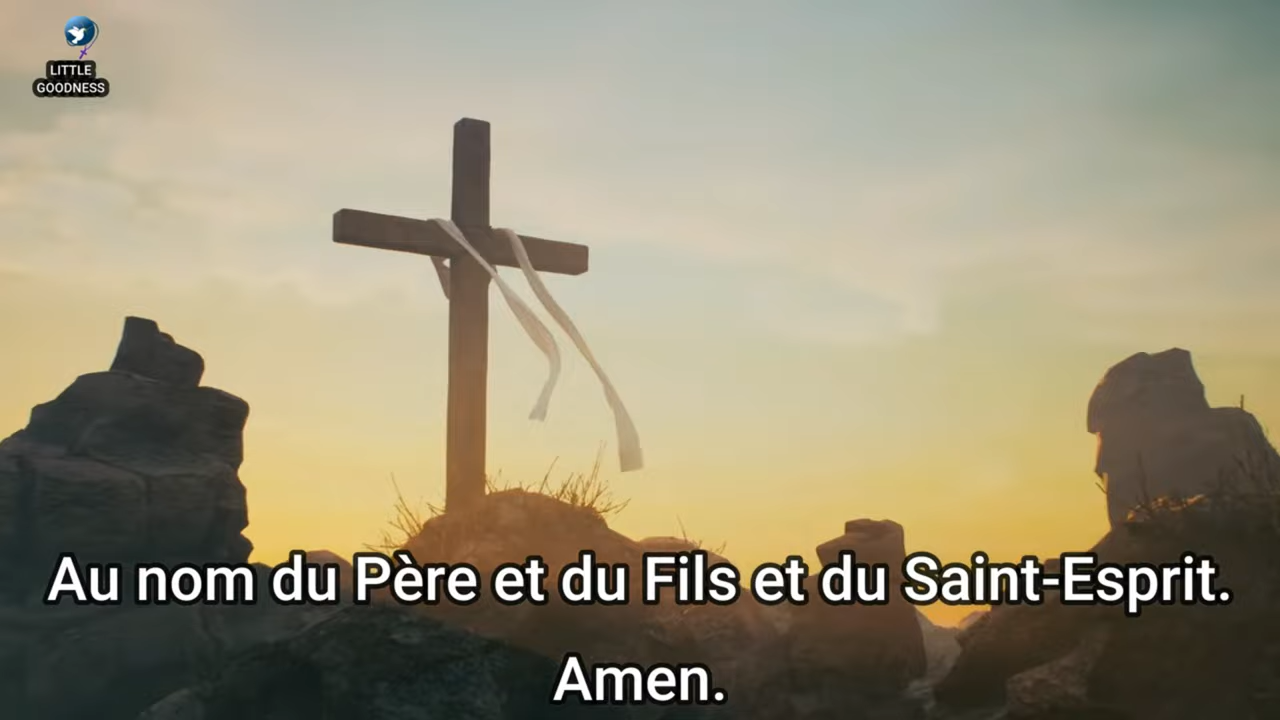 LITTLE
GOODNESS
Au nom du Père et du Fils et du Saint-Esprit.
Amen.